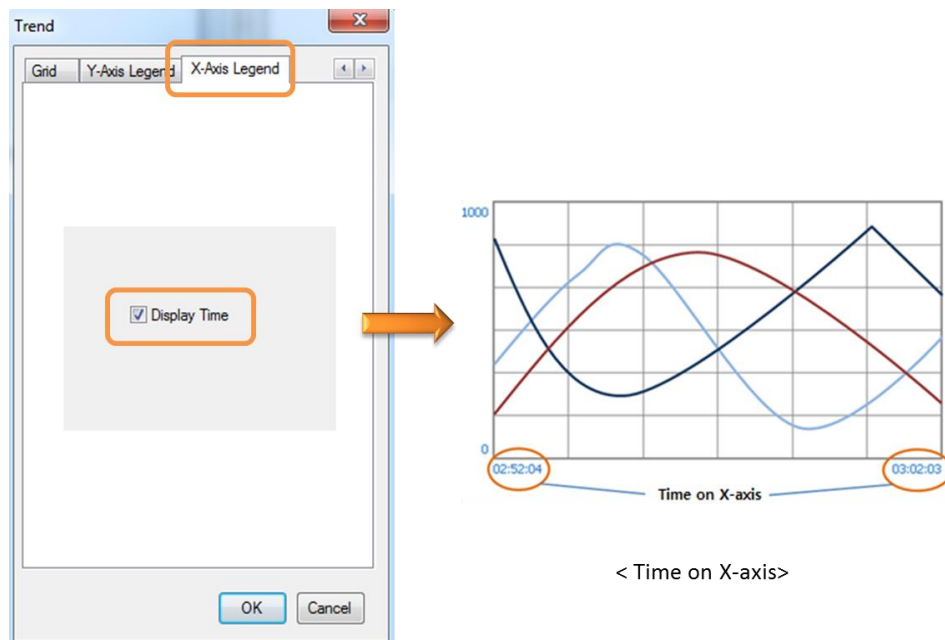 Trend
Grid
Y-Axis Legend
X-Axis Legend
Display Time
OK
Cancel
1000
0
02:52:04
03:02:03
Time on X-axis
< Time on X-axis>